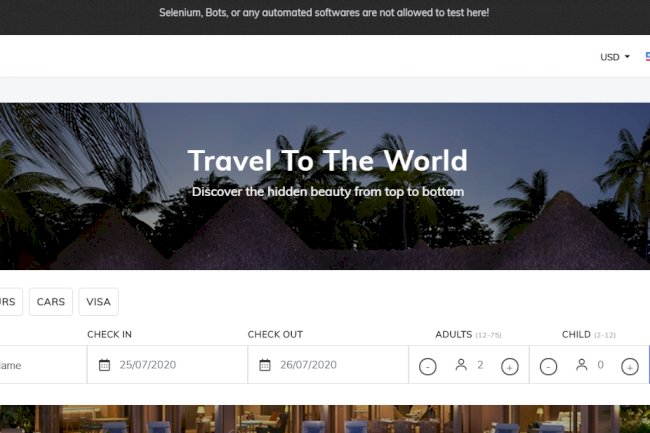 Selenium, Bots, or any automated softwares are not allowed to test here!
USD
Travel To The World
Discover the hidden beauty from top to bottom
CARS
VISA
CHECK IN
CHECK OUT
ADULTS (12-75)
CHILD (2-12)
25/07/2020
26/07/2020
- 2 +
- 0 +